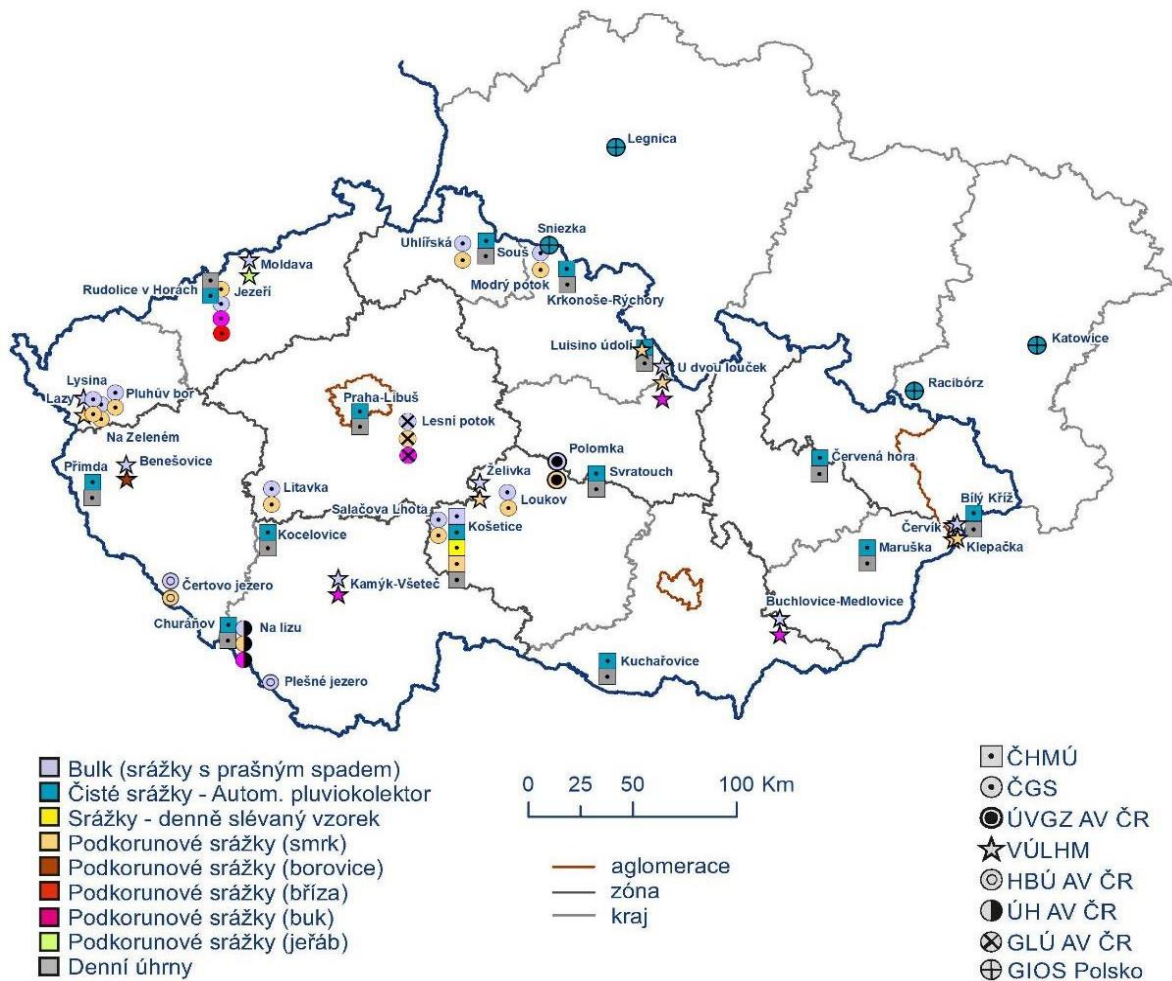 Legnica
Sniezka
Uhlířská
Souš
Moldava
Modrý potok
Rudolice v Horách
Jezeří
Krkonoše-Rýchory
Luisino údolí
Katowice
U dvou louček
Lysina
Racibórz
Pluhův bor
Lazy
Praha-Libuš
Lesní potok
Na Zeleném
Polomka
Benešovice
Červená hora
Přimda
Želivka
Svratouch
Litavka
Loukov
Bílý Kříž
Salačova Lhota
Košetice
Červík
Kocelovice
Klepačka
Maruška
Čertovo jezero
Kamýk-Všeteč
Buchlovice-Medlovice
Churáňov
Na lizu
Kuchařovice
Plešné jezero
Bulk (srážky s prašným spadem)
Čisté srážky - Autom. pluviokolektor
Srážky - denně slévaný vzorek
Podkorunové srážky (smrk)
Podkorunové srážky (borovice)
Podkorunové srážky (bříza)
Podkorunové srážky (buk)
Podkorunové srážky (jeřáb)
Denní úhrny
0 25 50 100 Km
aglomerace
zóna
kraj
ČHMÚ
ČGS
ÚVGZ AV ČR
VÚLHM
HBÚ AV ČR
ÚH AV ČR
GLÚ AV ČR
GIOS Polsko